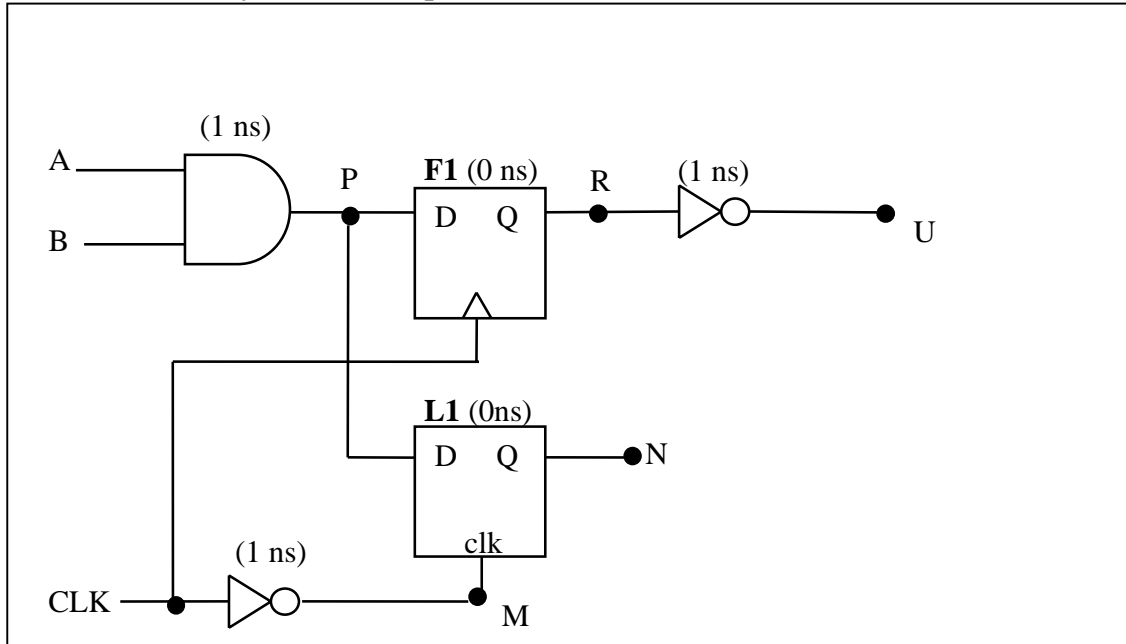 (1 ns)
A
P
F1 (0 ns)
R
(1 ns)
D Q
B
U
L1 (0ns)
D Q
N
(1 ns)
clk
CLK
M